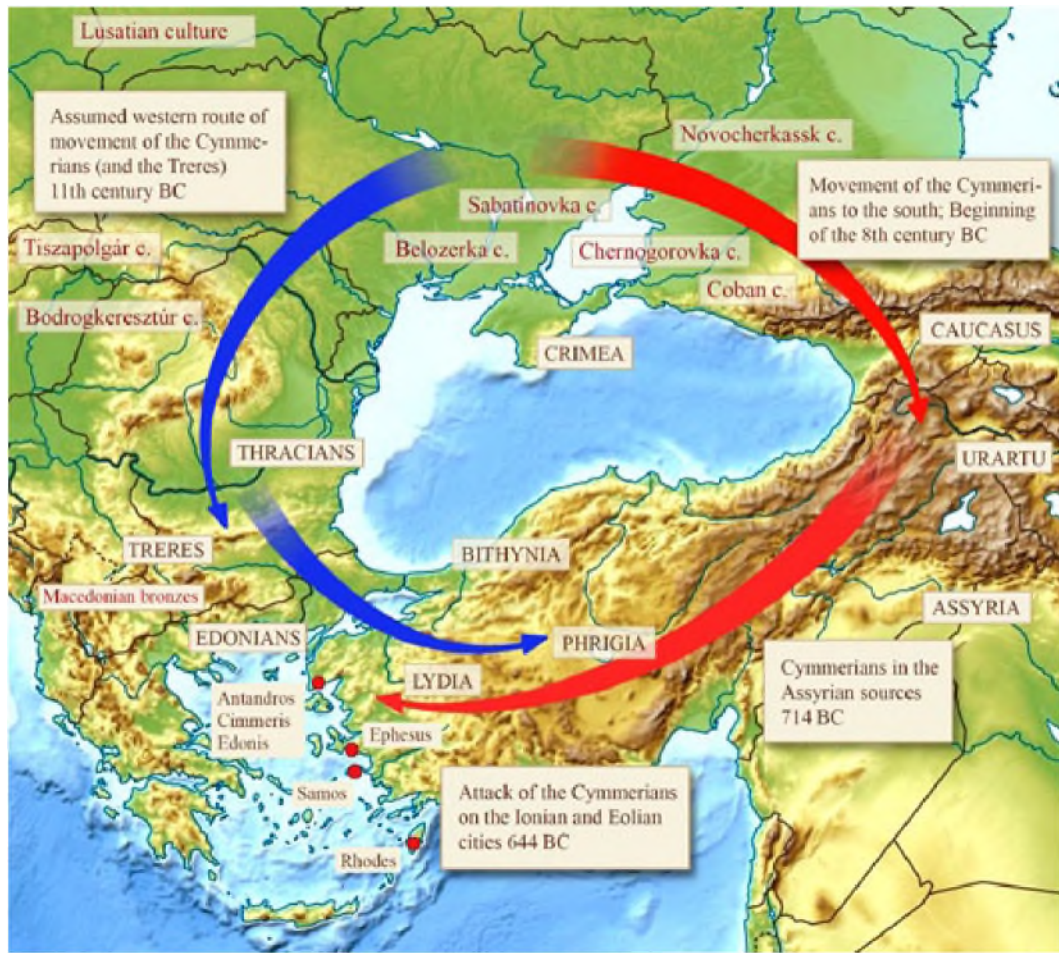 Lusatian culture
Assumed western route of
movement of the Cymme-
rians (and the Treres)
11th century BC
Novocherkassk c.
Movement of the Cymmeri-
ans to the south; Beginning
of the 8th century BC
Sabatinovka c.
Tiszapolgár c.
Belozerka c.
Chernogorovka c.
Coban c.
Bodrogkeresztúr c.
CAUCASUS
CRIMEA
THRACIANS
URARTU
TRERES
BITHYNIA
Macedonian bronzes
ASSYRIA
EDONIANS
PHRIGIA
LYDIA
Cymmerians in the
Assyrian sources
714 BC
Antandros
Cimmeris
Edonis
Ephesus
Samos
Attack of the Cymmerians
on the Ionian and Eolian
cities 644 BC
Rhodes